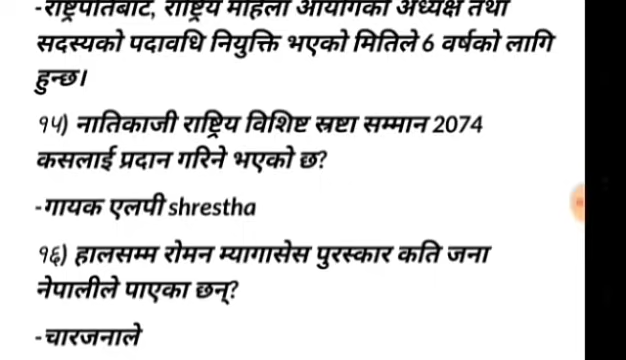 -राष्ट्रपतिबाट, राष्ट्रिय महिला आयोगका अध्यक्ष तथा
सदस्यको पदावधि नियुक्ति भएको मितिले 6 वर्षको लागि
हुन्छ।
१५) नातिकाजी राष्ट्रिय विशिष्ट स्रष्टा सम्मान 2074
कसलाई प्रदान गरिने भएको छ?
-गायक एलपी shrestha
१६) हालसम्म रोमन म्यागासेस पुरस्कार कति जना
नेपालीले पाएका छन्?
-चारजनाले